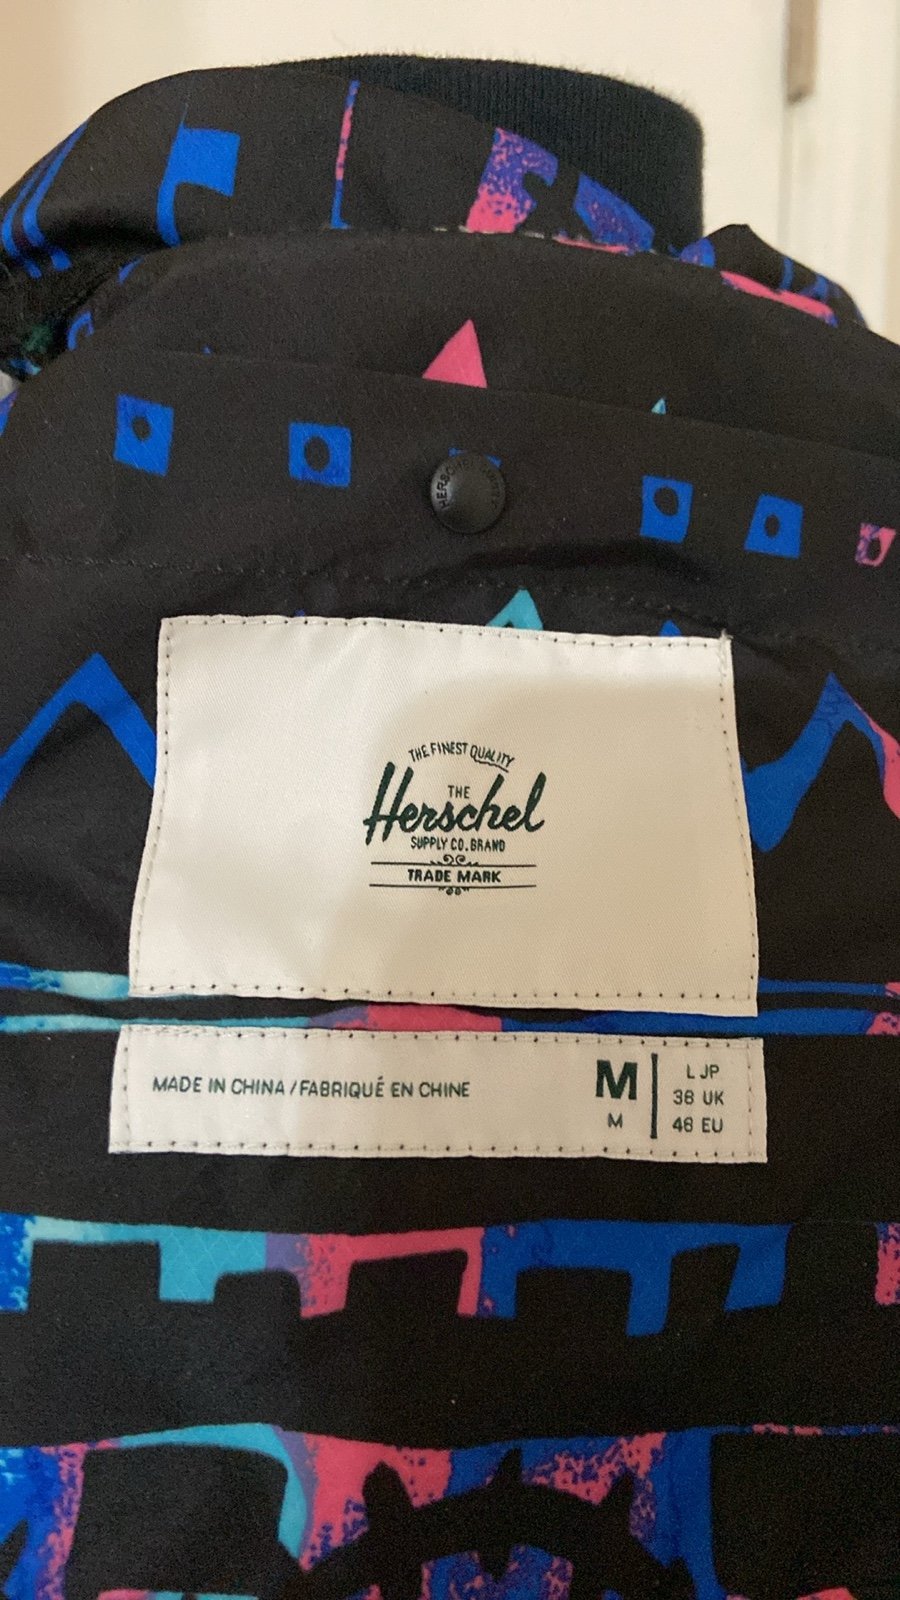 HERSCHEL
THE FINEST QUALITY
THE
Herschel
SUPPLY CO. BRAND
TRADE MARK
MADE IN CHINA / FABRIQUÉ EN CHINE
M
M
L JP
38 UK
48 EU